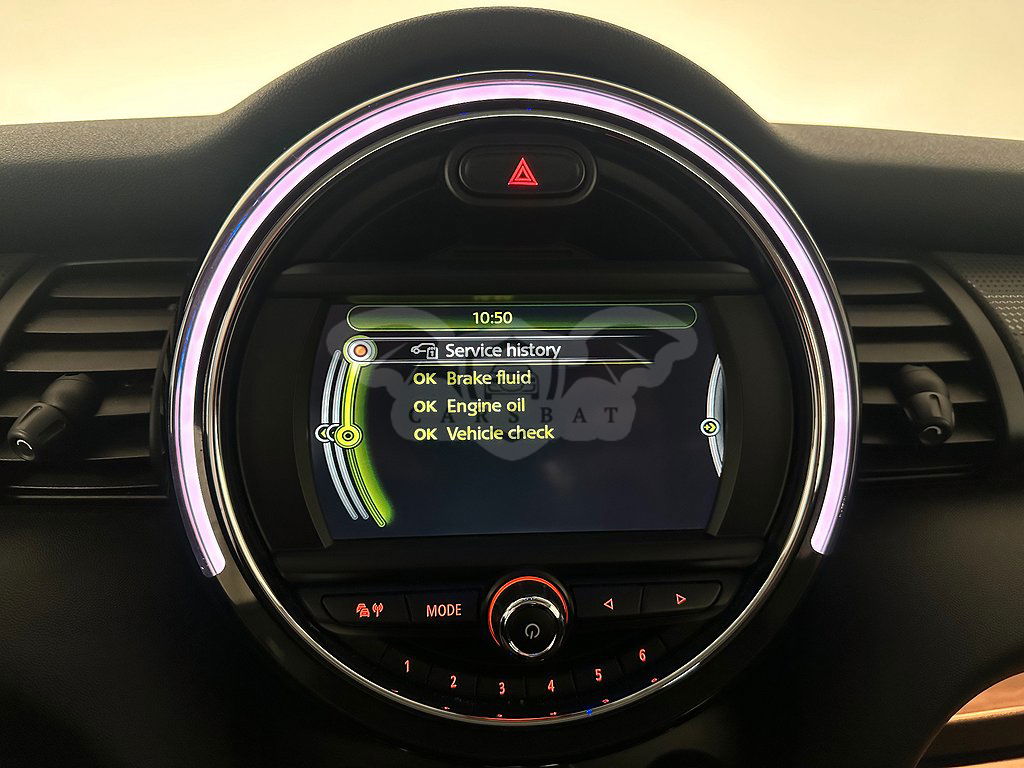 10:50
Service history
OK Brake fluid
OK Engine oil
CARSBAT
OK Vehicle check
MODE
1 2 3 4 5 6